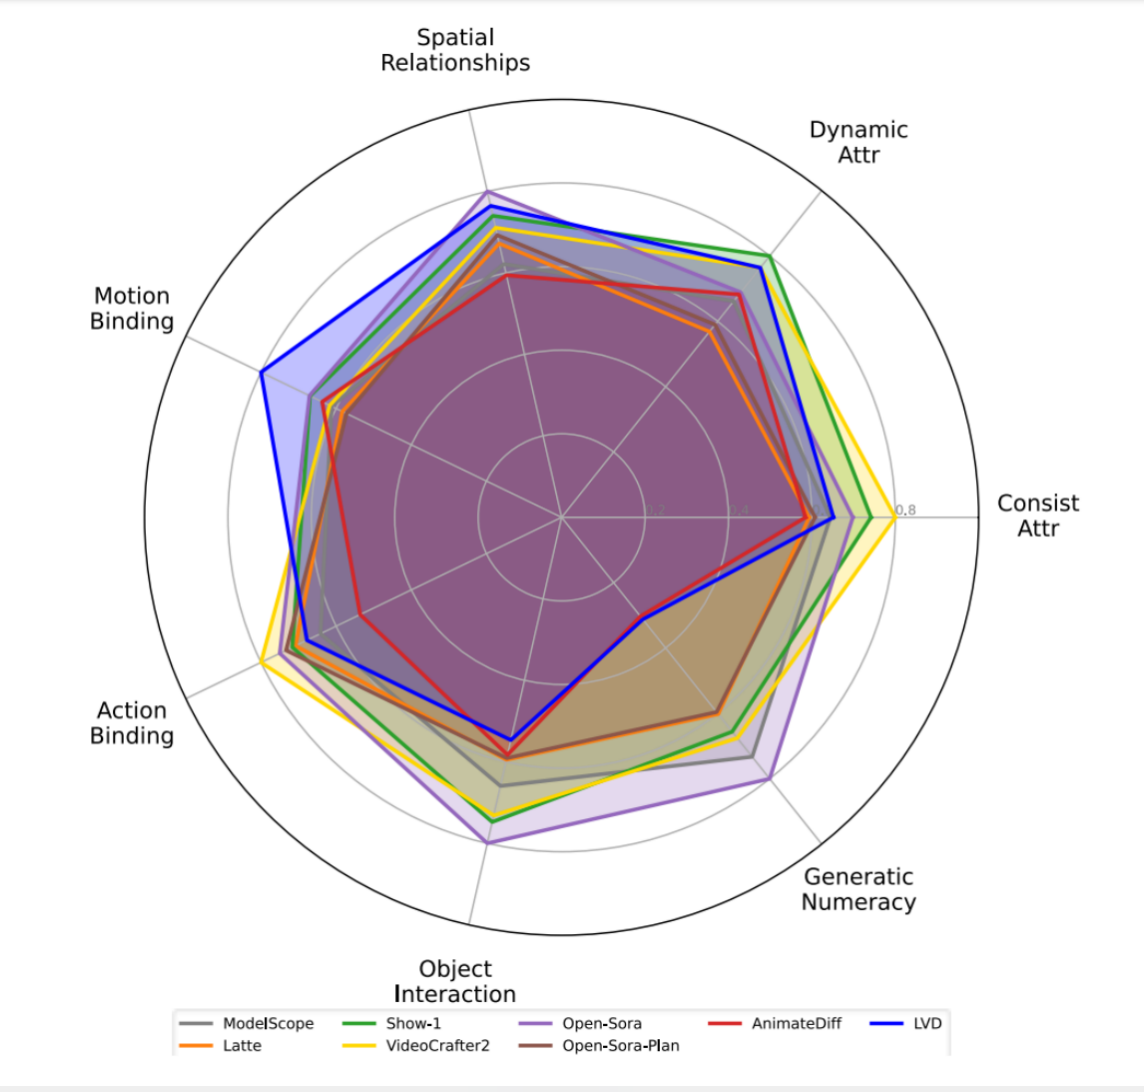 Spatial
Relationships
Dynamic
Attr
Motion
Binding
Consist
Attr
0.2
0.4
0.8
Action
Binding
Generatic
Numeracy
Object
Interaction
ModelScope
Show-1
Open-Sora
AnimateDiff
LVD
Latte
VideoCrafter2
Open-Sora-Plan